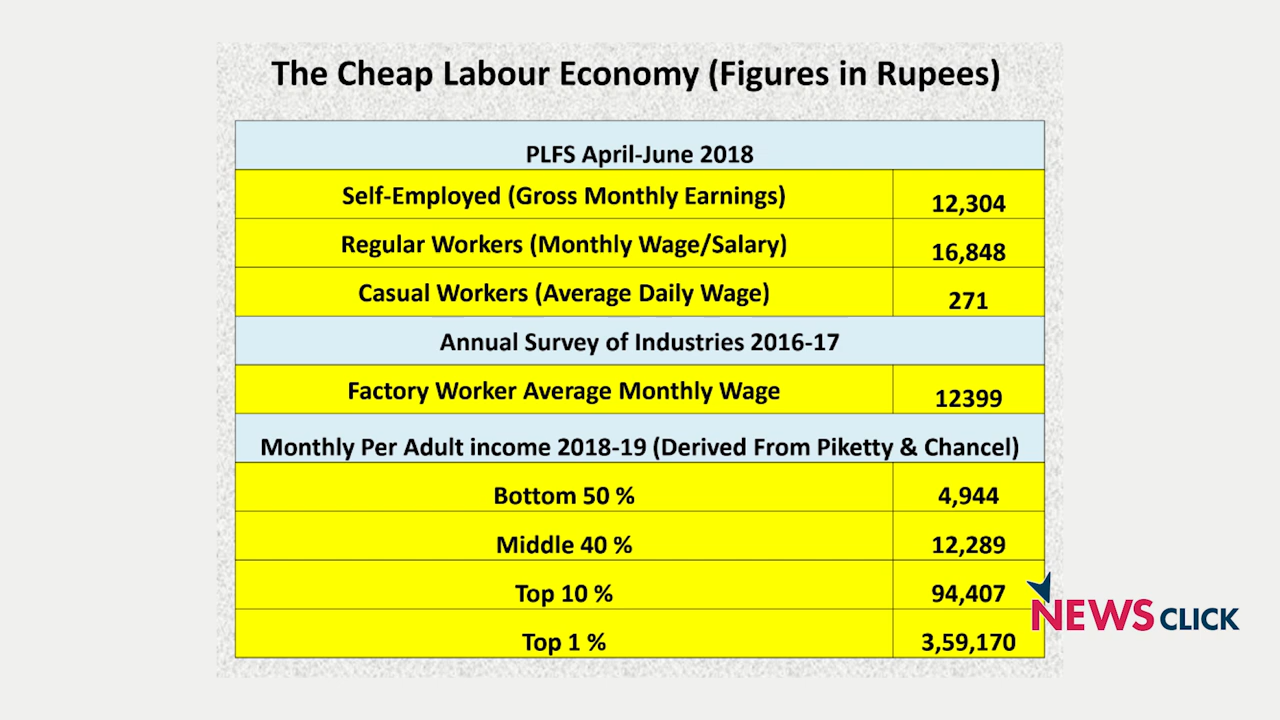 The Cheap Labour Economy (Figures in Rupees)
PLFS April-June 2018
Self-Employed (Gross Monthly Earnings) 12,304
Regular Workers (Monthly Wage/Salary) 16,848
Casual Workers (Average Daily Wage) 271
Annual Survey of Industries 2016-17
Factory Worker Average Monthly Wage 12399
Monthly Per Adult income 2018-19 (Derived From Piketty & Chancel)
Bottom 50 % 4,944
Middle 40 % 12,289
Top 10 % 94,407
Top 1 % 3,59,170
NEWSCLICK